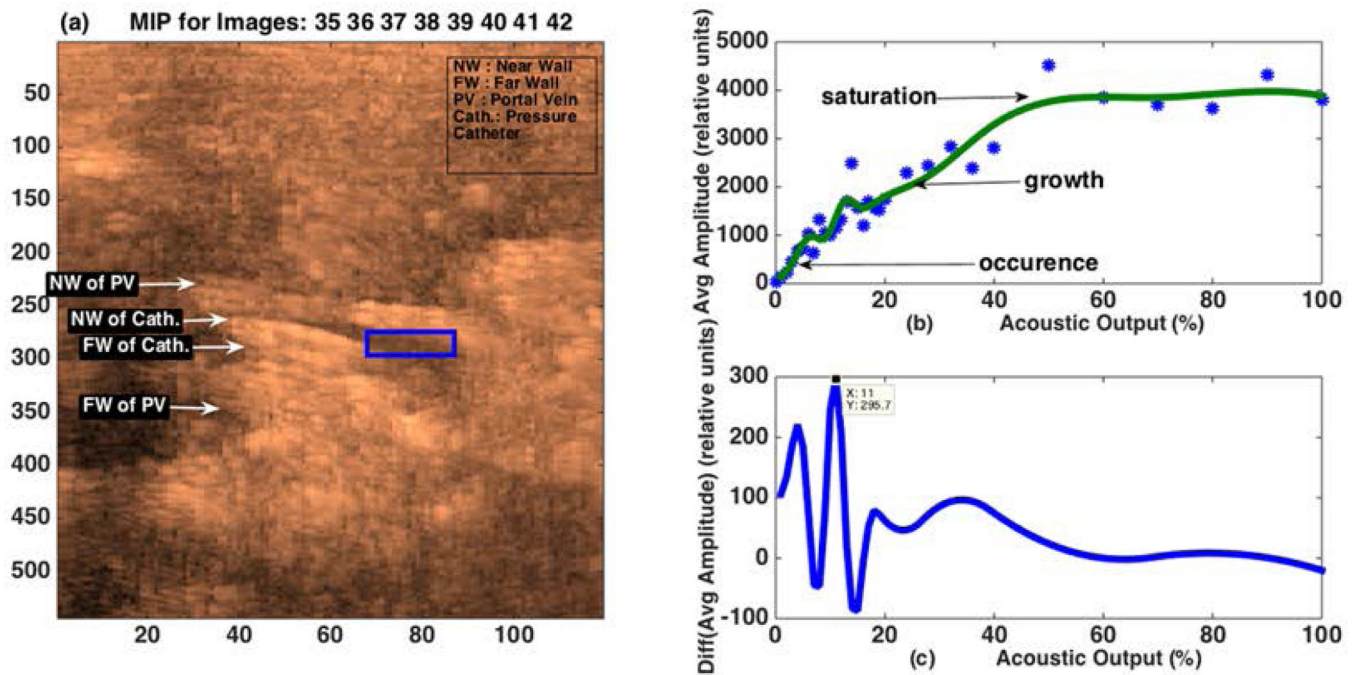 (a) MIP for Images: 35 36 37 38 39 40 41 42
NW : Near Wall
FW : Far Wall
PV : Portal Vein
Cath.: Pressure
Catheter
50
100
150
200
250
300
350
400
450
500
NW of PV
NW of Cath.
FW of Cath.
FW of PV
20 40 60 80 100
Avg Amplitude (relative units)
5000
4000
3000
2000
1000
0
saturation
growth
occurence
0 20 40 60 80 100
(b) Acoustic Output (%)
Diff(Avg Amplitude) (relative units)
300
200
100
0
-100
X: 11
Y: 295.7
0 20 40 60 80 100
(c) Acoustic Output (%)